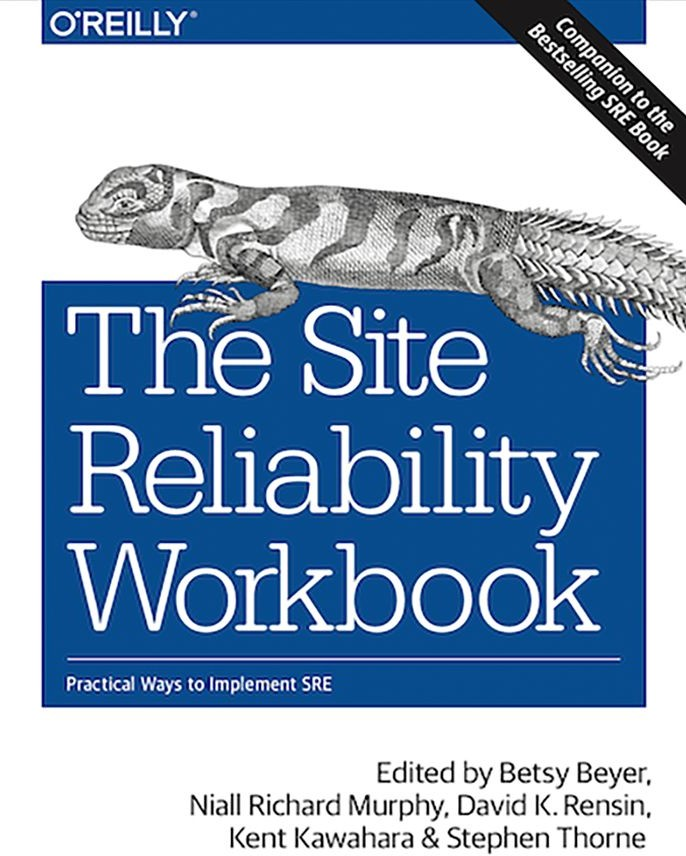 O'REILLY®
Companion to the
Bestselling SRE Book
The Site
Reliability
Workbook
Practical Ways to Implement SRE
Edited by Betsy Beyer,
Niall Richard Murphy, David K. Rensin,
Kent Kawahara & Stephen Thorne